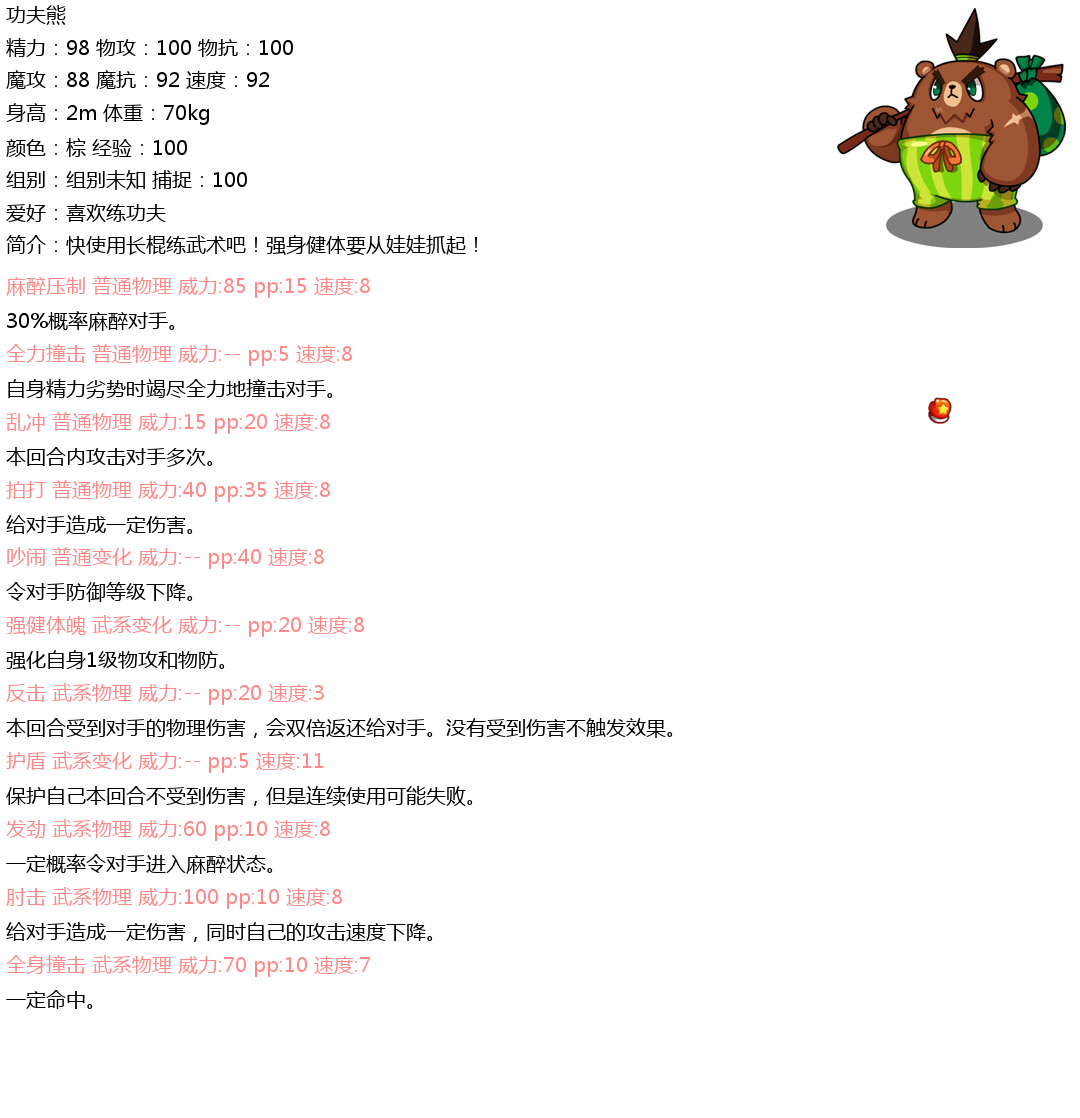 功夫熊
精力：98 物攻：100 物抗：100
魔攻：88 魔抗：92 速度：92
身高：2m 体重：70kg
颜色：棕 经验：100
组别：组别未知 捕捉：100
爱好：喜欢练功夫
简介：快使用长棍练武术吧！强身健体要从娃娃抓起！
麻醉压制 普通物理 威力:85 pp:15 速度:8
30%概率麻醉对手。
全力撞击 普通物理 威力:-- pp:5 速度:8
自身精力劣势时竭尽全力地撞击对手。
乱冲 普通物理 威力:15 pp:20 速度:8
本回合内攻击对手多次。
拍打 普通物理 威力:40 pp:35 速度:8
给对手造成一定伤害。
吵闹 普通变化 威力:-- pp:40 速度:8
令对手防御等级下降。
强健体魄 武系变化 威力:-- pp:20 速度:8
强化自身1级物攻和物防。
反击 武系物理 威力:-- pp:20 速度:3
本回合受到对手的物理伤害，会双倍返还给对手。没有受到伤害不触发效果。
护盾 武系变化 威力:-- pp:5 速度:11
保护自己本回合不受到伤害，但是连续使用可能失败。
发劲 武系物理 威力:60 pp:10 速度:8
一定概率令对手进入麻醉状态。
肘击 武系物理 威力:100 pp:10 速度:8
给对手造成一定伤害，同时自己的攻击速度下降。
全身撞击 武系物理 威力:70 pp:10 速度:7
一定命中。